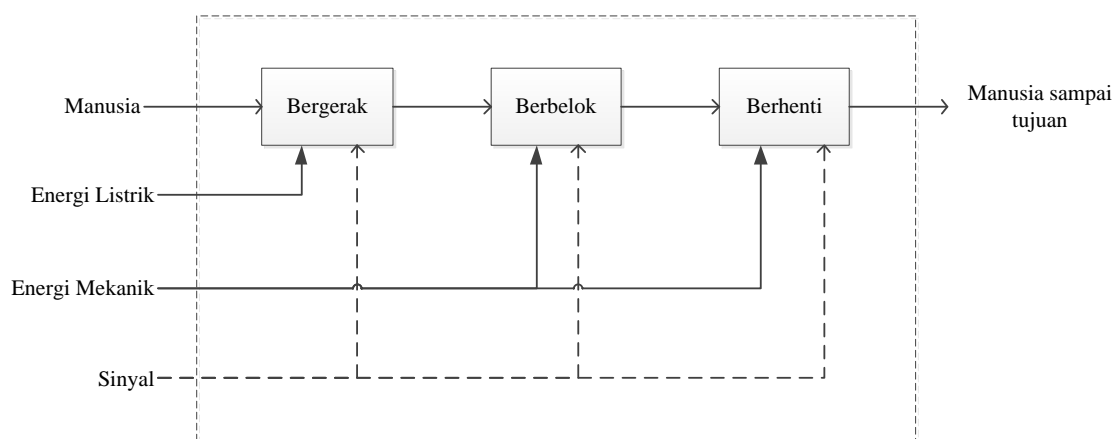 Manusia
Bergerak
Berbelok
Berhenti
Manusia sampai
tujuan
Energi Listrik
Energi Mekanik
Sinyal